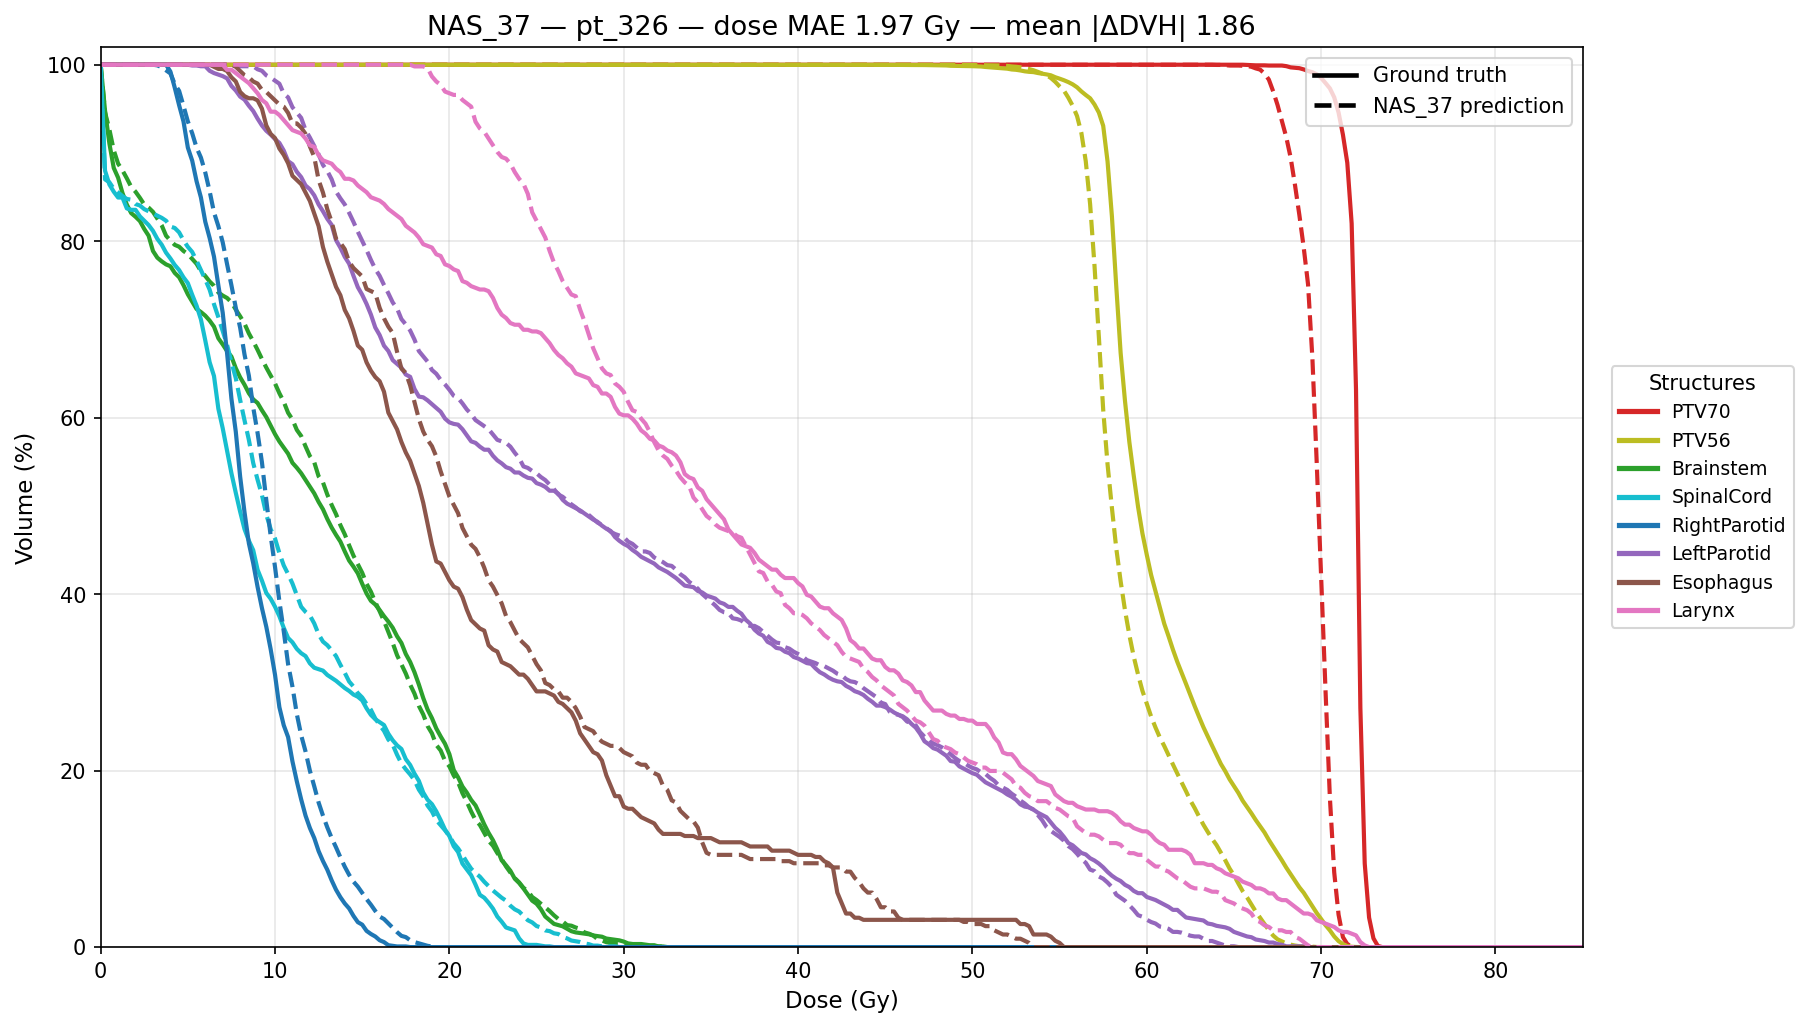 NAS_37 — pt_326 — dose MAE 1.97 Gy — mean |ΔDVH| 1.86
Ground truth
NAS_37 prediction
Volume (%)
100
80
60
40
20
0
0 10 20 30 40 50 60 70 80
Dose (Gy)
Structures
PTV70
PTV56
Brainstem
SpinalCord
RightParotid
LeftParotid
Esophagus
Larynx